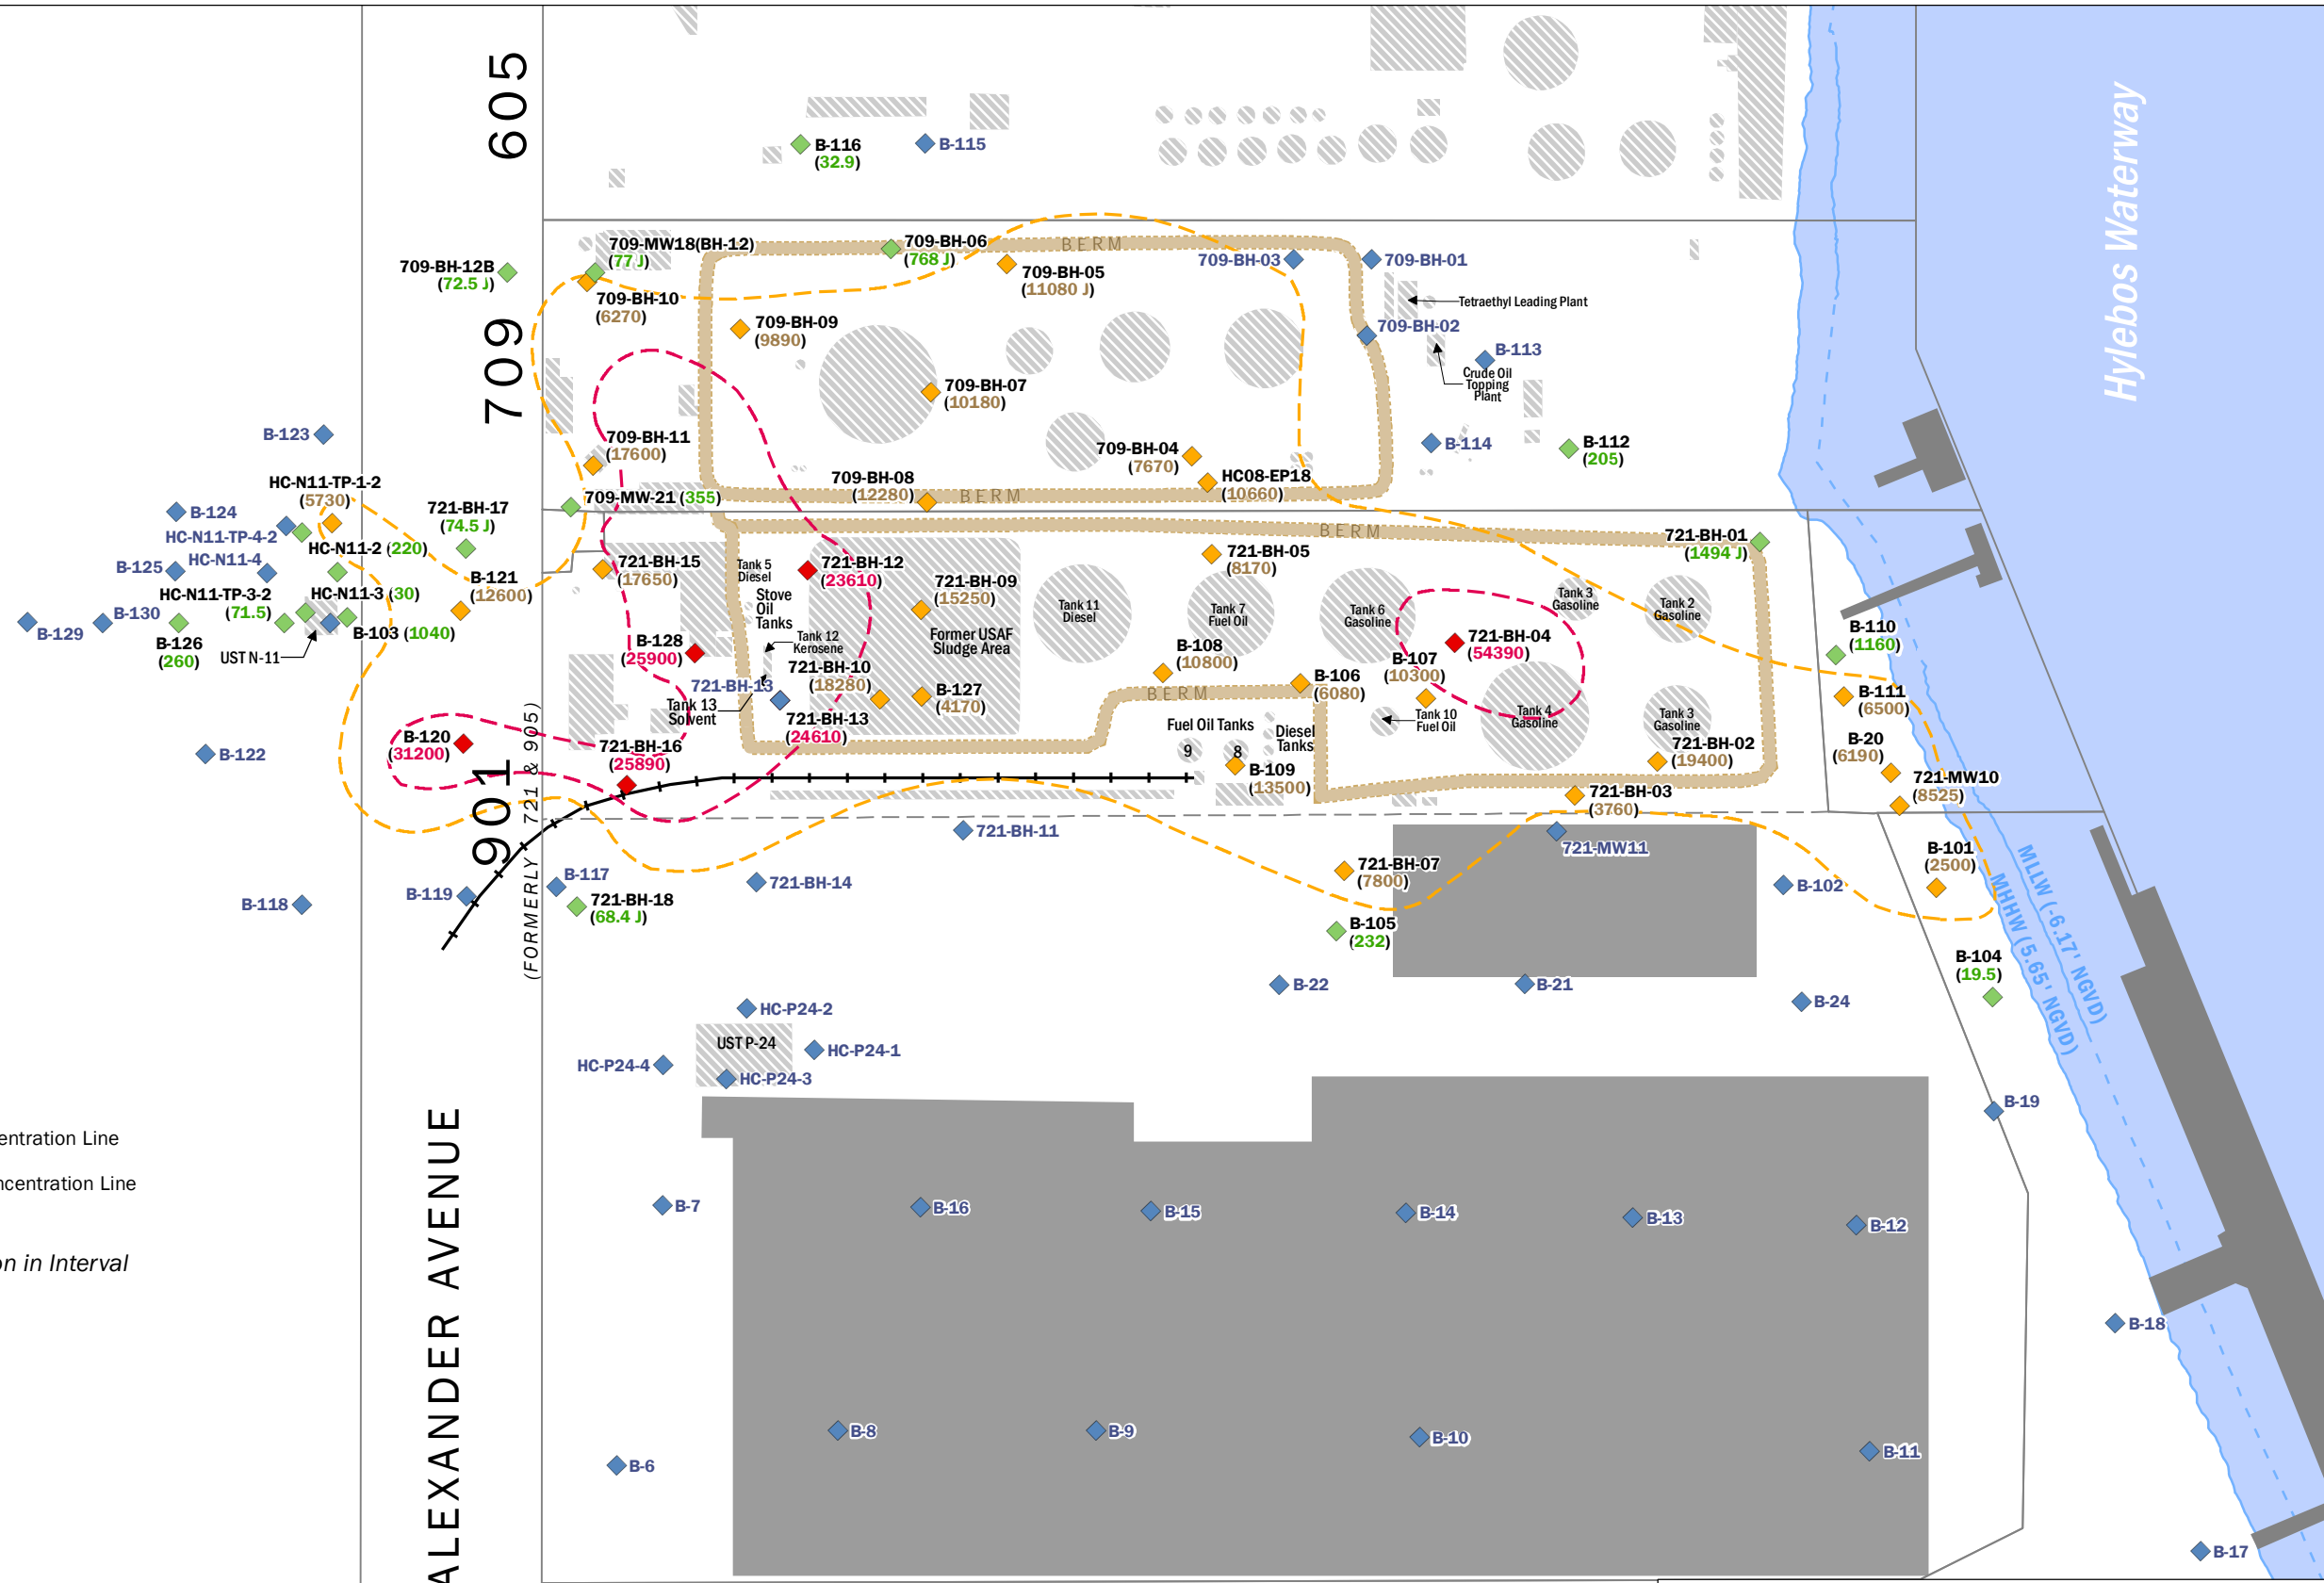 605
B-116
(32.9)
B-115
Hylebos Waterway
709-MW18(BH-12)
(77 J)
709-BH-06
(768 J)
BERM
709-BH-12B
(72.5 J)
709-BH-10
(6270)
709-BH-05
(11080 J)
709-BH-03
709-BH-01
Tetraethyl Leading Plant
709
709-BH-09
(9890)
709-BH-02
B-113
Crude Oil
Topping
Plant
709-BH-07
(10180)
B-123
709-BH-11
(17600)
709-BH-04
(7670)
B-114
B-112
(205)
HC-N11-TP-1-2
(5730)
709-BH-08
(12280)
BERM
HC08-EP18
(10660)
709-MW-21 (355)
B-124
HC-N11-TP-4-2
721-BH-17
(74.5 J)
BERM
721-BH-01
(1494 J)
HC-N11-2 (220)
B-125
HC-N11-4
721-BH-15
(17650)
Tank 5
Diesel
721-BH-12
(23610)
721-BH-05
(8170)
B-121
(12600)
HC-N11-TP-3-2
(71.5)
HC-N11-3 (30)
Stove
Oil
Tanks
721-BH-09
(15250)
Tank 11
Diesel
Tank 7
Fuel Oil
Tank 6
Gasoline
Tank 3
Gasoline
Tank 2
Gasoline
B-129
B-130
B-126
(260)
UST N-11
B-103 (1040)
B-128
(25900)
Tank 12
Kerosene
Former USAF
Sludge Area
721-BH-04
(54390)
B-110
(1160)
721-BH-10
(18280)
B-108
(10800)
B-107
(10300)
721-BH-13
B-127
(4170)
BERM
B-106
(6080)
B-111
(6500)
Tank 13
Solvent
721-BH-13
(24610)
Tank 10
Fuel Oil
Tank 4
Gasoline
Tank 3
Gasoline
B-122
B-120
(31200)
721-BH-16
(25890)
Fuel Oil Tanks
9
8
Diesel
Tanks
B-109
(13500)
721-BH-02
(19400)
B-20
(6190)
721-MW10
(8525)
721-BH-03
(3760)
901
(FORMERLY 721 & 905)
721-BH-11
721-MW11
B-101
(2500)
B-118
B-119
B-117
721-BH-18
(68.4 J)
721-BH-14
721-BH-07
(7800)
B-102
MLLW (-6.17' NGVD)
MHHW (5.65' NGVD)
B-105
(232)
B-104
(19.5)
B-22
B-21
B-24
HC-P24-2
UST P-24
HC-P24-1
HC-P24-4
HC-P24-3
B-19
entration Line
ncentration Line
on in Interval
ALEXANDER AVENUE
B-7
B-16
B-15
B-14
B-13
B-12
B-18
B-8
B-9
B-10
B-11
B-6
B-17